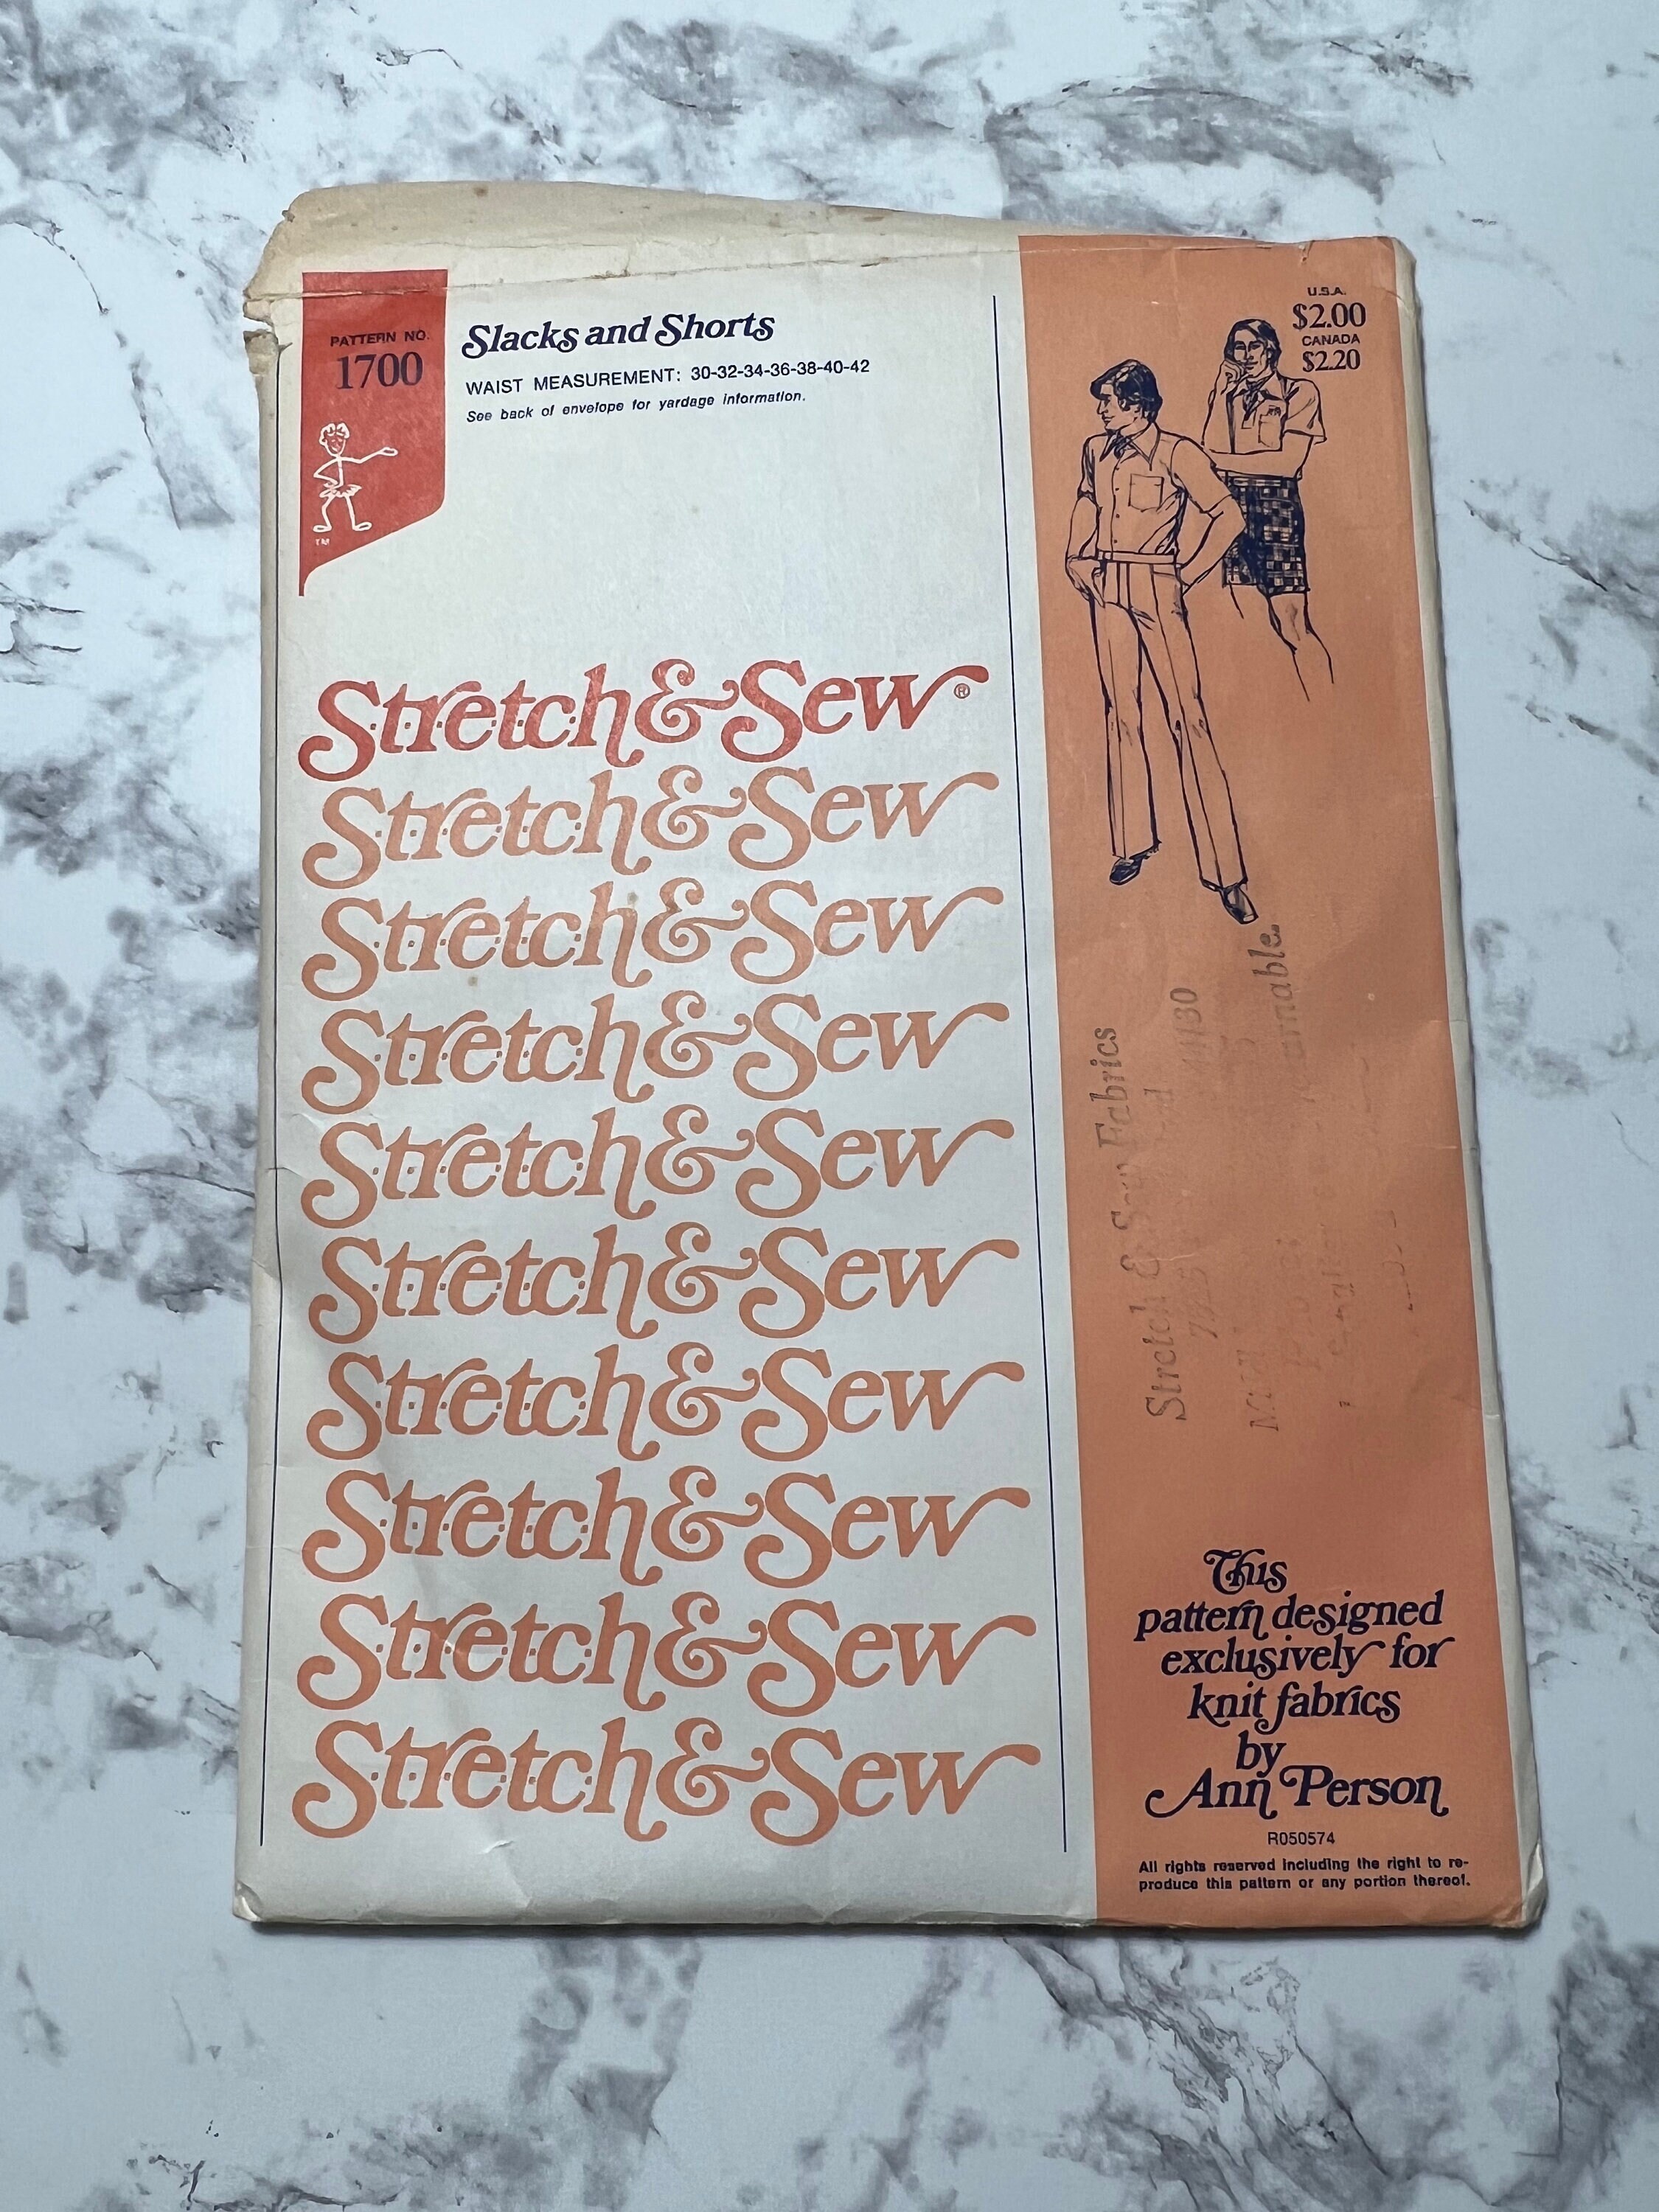 PATTERN NO.
1700
TM
Slacks and Shorts
WAIST MEASUREMENT: 30-32-34-36-38-40-42
See back of envelope for yardage information.
U.S.A.
$2.00
CANADA
$2.20
Stretch & Sew®
Stretch & Sew
Stretch & Sew
Stretch & Sew
Stretch & Sew
Stretch & Sew
Stretch & Sew
Stretch & Sew
Stretch & Sew
Stretch & Sew
Stretch & Sew Fabrics
This
pattern designed
exclusively for
knit fabrics
by
Ann Person
R050574
All rights reserved including the right to re-
produce this pattern or any portion thereof.